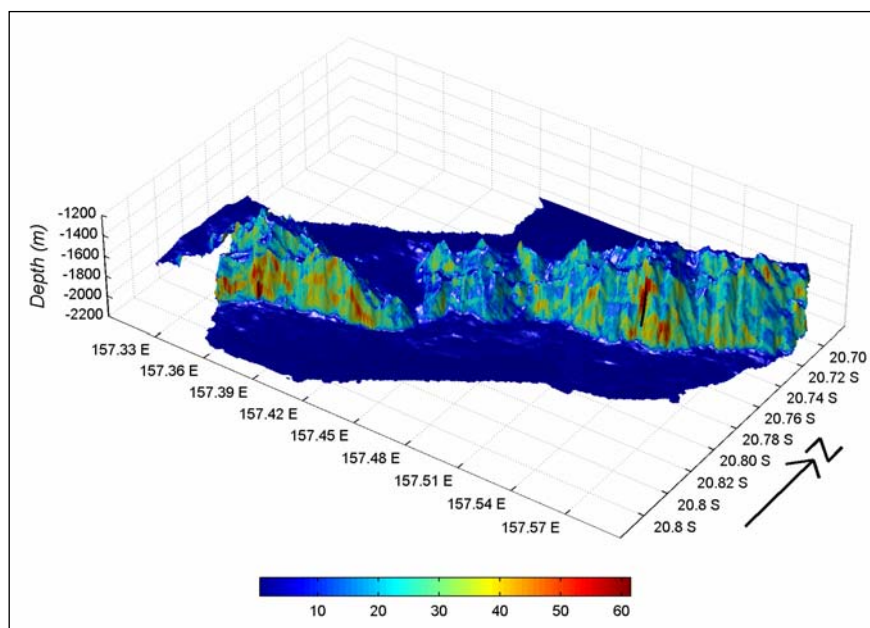 -1200
-1400
-1600
-1800
-2000
-2200
Depth (m)
157.33 E
157.36 E
157.39 E
157.42 E
157.45 E
157.48 E
157.51 E
157.54 E
157.57 E
20.70
20.72 S
20.74 S
20.76 S
20.78 S
20.80 S
20.82 S
20.8 S
20.8 S
N
10 20 30 40 50 60